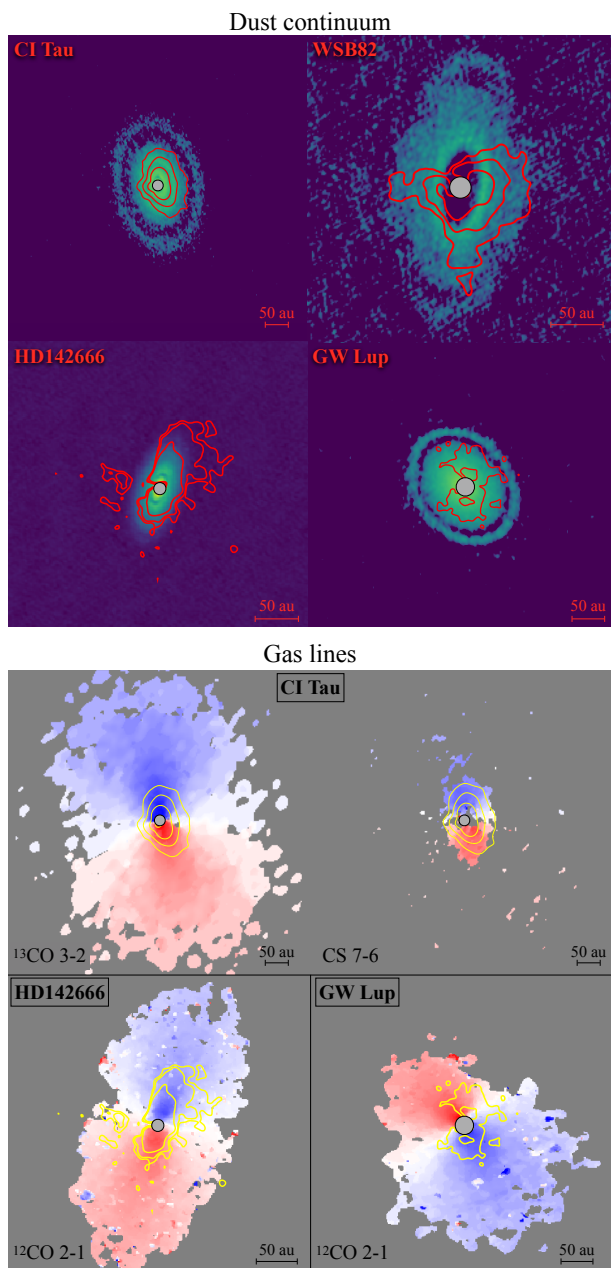 Dust continuum
CI Tau
WSB82
50 au
50 au
HD142666
GW Lup
50 au
50 au
Gas lines
CI Tau
¹³CO 3-2
50 au
CS 7-6
50 au
HD142666
GW Lup
¹²CO 2-1
50 au
¹²CO 2-1
50 au